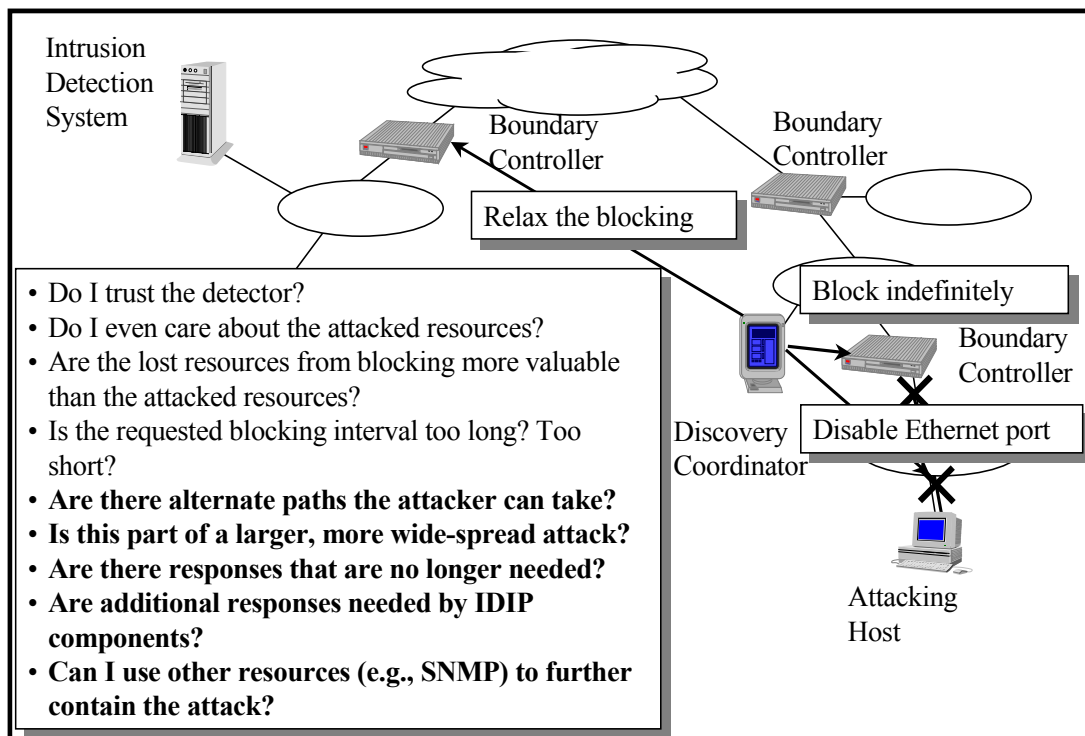 Intrusion
Detection
System
Boundary
Controller
Boundary
Controller
Relax the blocking
Block indefinitely
Boundary
Controller
Discovery
Coordinator
Disable Ethernet port
Attacking
Host
• Do I trust the detector?
• Do I even care about the attacked resources?
• Are the lost resources from blocking more valuable
than the attacked resources?
• Is the requested blocking interval too long? Too
short?
• Are there alternate paths the attacker can take?
• Is this part of a larger, more wide-spread attack?
• Are there responses that are no longer needed?
• Are additional responses needed by IDIP
components?
• Can I use other resources (e.g., SNMP) to further
contain the attack?